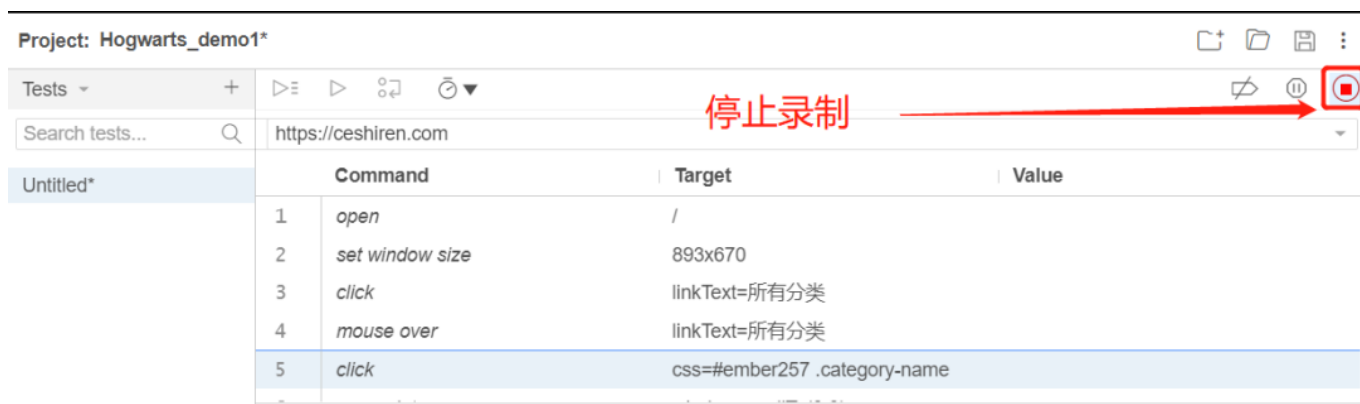 Project: Hogwarts_demo1*
Tests
停止录制
Search tests...
https://ceshiren.com
Untitled*
Command Target Value
1 open /
2 set window size 893x670
3 click linkText=所有分类
4 mouse over linkText=所有分类
5 click css=#ember257 .category-name